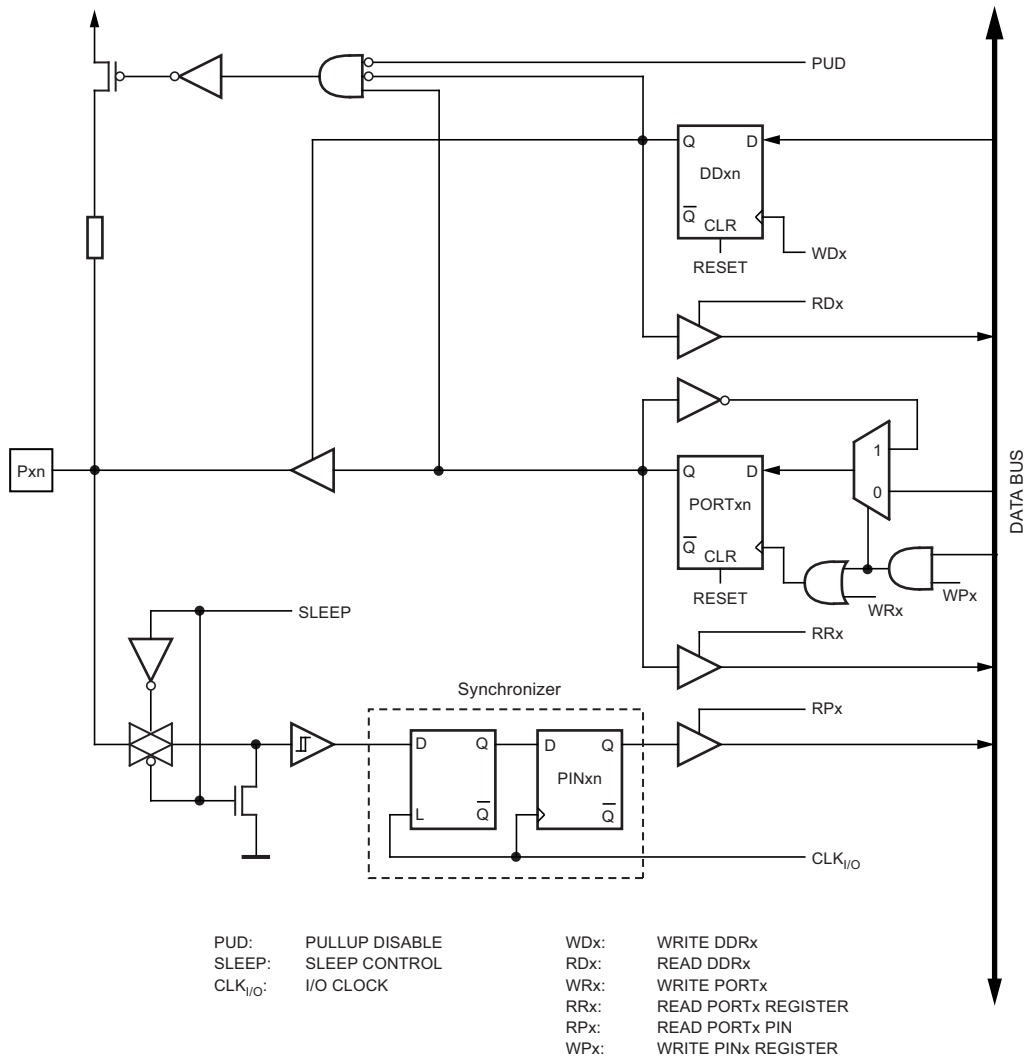 PUD
Q D
DDxn
Q
CLR
WDx
RESET
RDx
1
Pxn
Q D
0
PORTxn
Q
CLR
RESET
WRx
WPx
DATA BUS
SLEEP
RRx
Synchronizer
RPx
D Q
D Q
PINxn
L Q
Q
CLKI/O
PUD: PULLUP DISABLE
SLEEP: SLEEP CONTROL
CLKI/O: I/O CLOCK
WDx: WRITE DDRx
RDx: READ DDRx
WRx: WRITE PORTx
RRx: READ PORTx REGISTER
RPx: READ PORTx PIN
WPx: WRITE PINx REGISTER